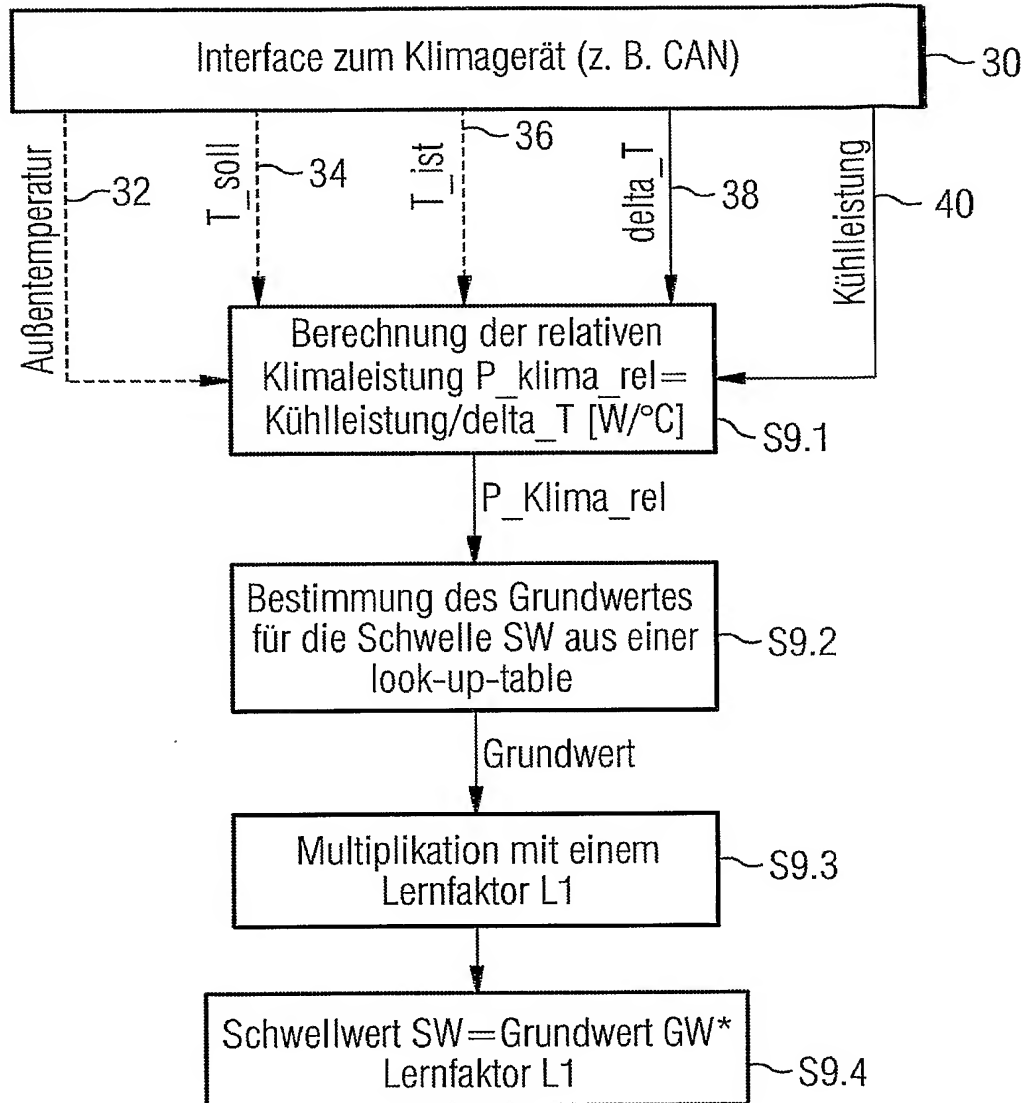 Interface zum Klimagerät (z. B. CAN)
30
Außentemperatur
32
T_soll
34
T_ist
36
delta_T
38
Kühlleistung
40
Berechnung der relativen
Klimaleistung P_klima_rel=
Kühlleistung/delta_T [W/°C]
S9.1
P_Klima_rel
Bestimmung des Grundwertes
für die Schwelle SW aus einer
look-up-table
S9.2
Grundwert
Multiplikation mit einem
Lernfaktor L1
S9.3
Schwellwert SW=Grundwert GW*
Lernfaktor L1
S9.4